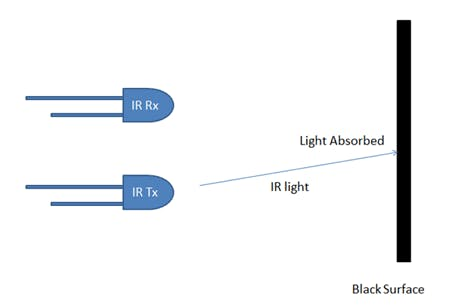 IR Rx
Light Absorbed
IR Tx
IR light
Black Surface